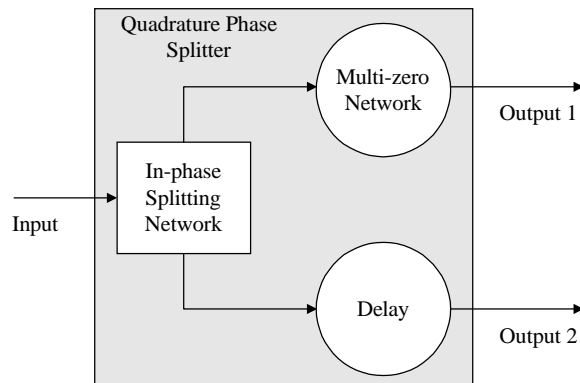 Quadrature Phase
Splitter
Multi-zero
Network
Output 1
In-phase
Splitting
Network
Input
Delay
Output 2